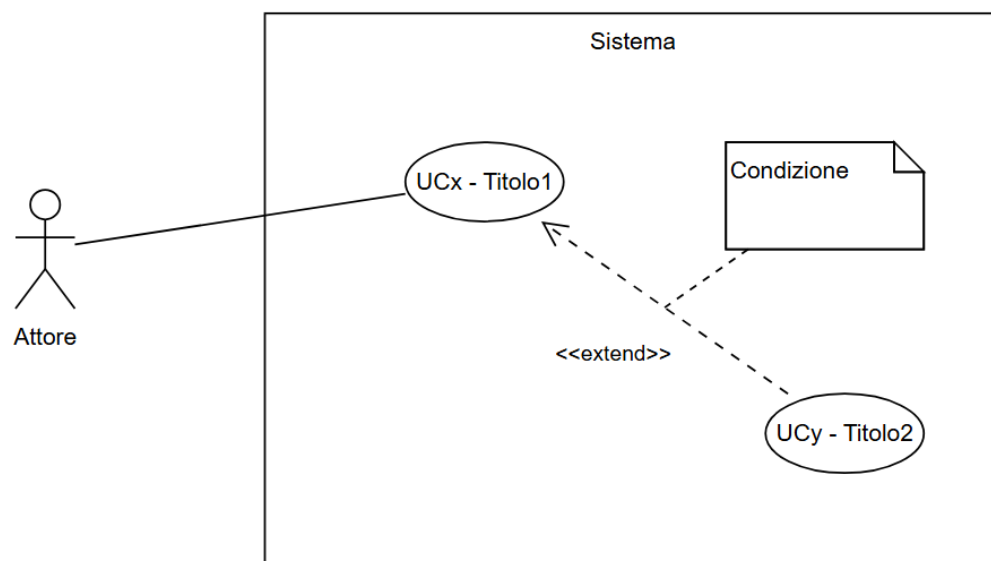 Sistema
UCx - Titolo1
Condizione
Attore
<<extend>>
UCy - Titolo2